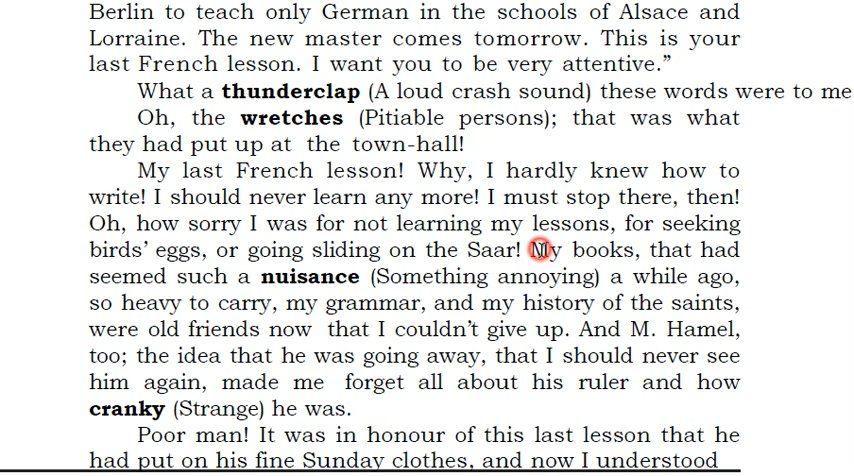 Berlin to teach only German in the schools of Alsace and
Lorraine. The new master comes tomorrow. This is your
last French lesson. I want you to be very attentive.”
What a thunderclap (A loud crash sound) these words were to me
Oh, the wretches (Pitiable persons); that was what
they had put up at the town-hall!
My last French lesson! Why, I hardly knew how to
write! I should never learn any more! I must stop there, then!
Oh, how sorry I was for not learning my lessons, for seeking
birds’ eggs, or going sliding on the Saar! My books, that had
seemed such a nuisance (Something annoying) a while ago,
so heavy to carry, my grammar, and my history of the saints,
were old friends now that I couldn’t give up. And M. Hamel,
too; the idea that he was going away, that I should never see
him again, made me forget all about his ruler and how
cranky (Strange) he was.
Poor man! It was in honour of this last lesson that he
had put on his fine Sunday clothes, and now I understood